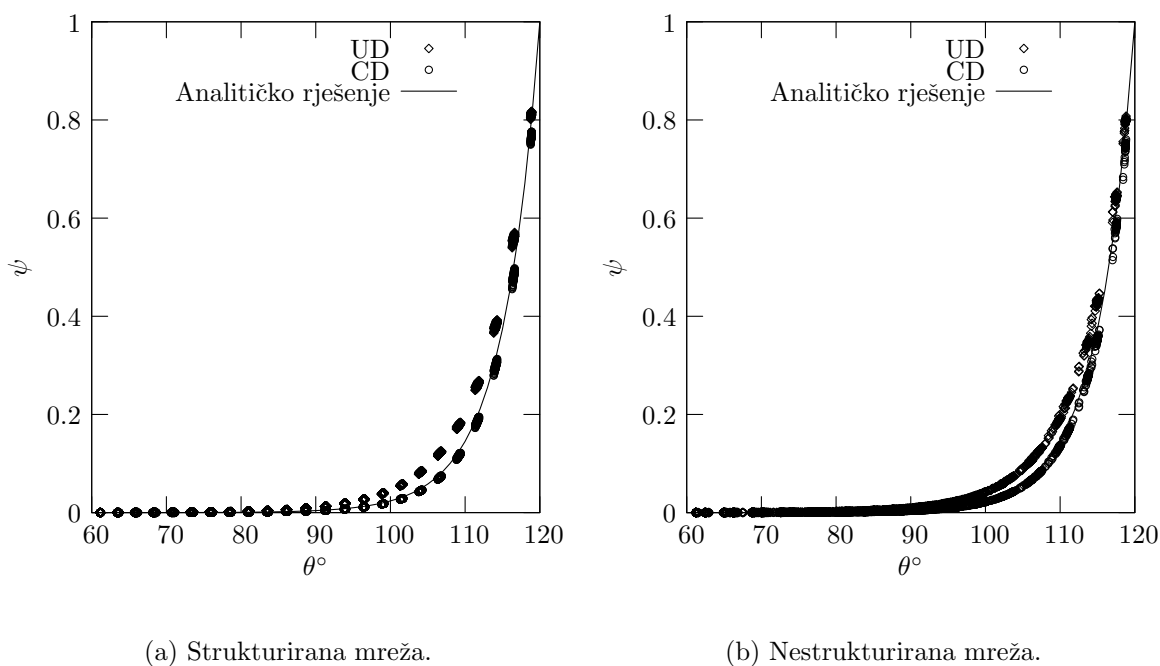 1
0.8
0.6
0.4
0.2
0
60 70 80 90 100 110 120
ψ
θ°
UD
CD
Analitičko rješenje
(a) Strukturirana mreža.
1
0.8
0.6
0.4
0.2
0
60 70 80 90 100 110 120
ψ
θ°
UD
CD
Analitičko rješenje
(b) Nestrukturirana mreža.